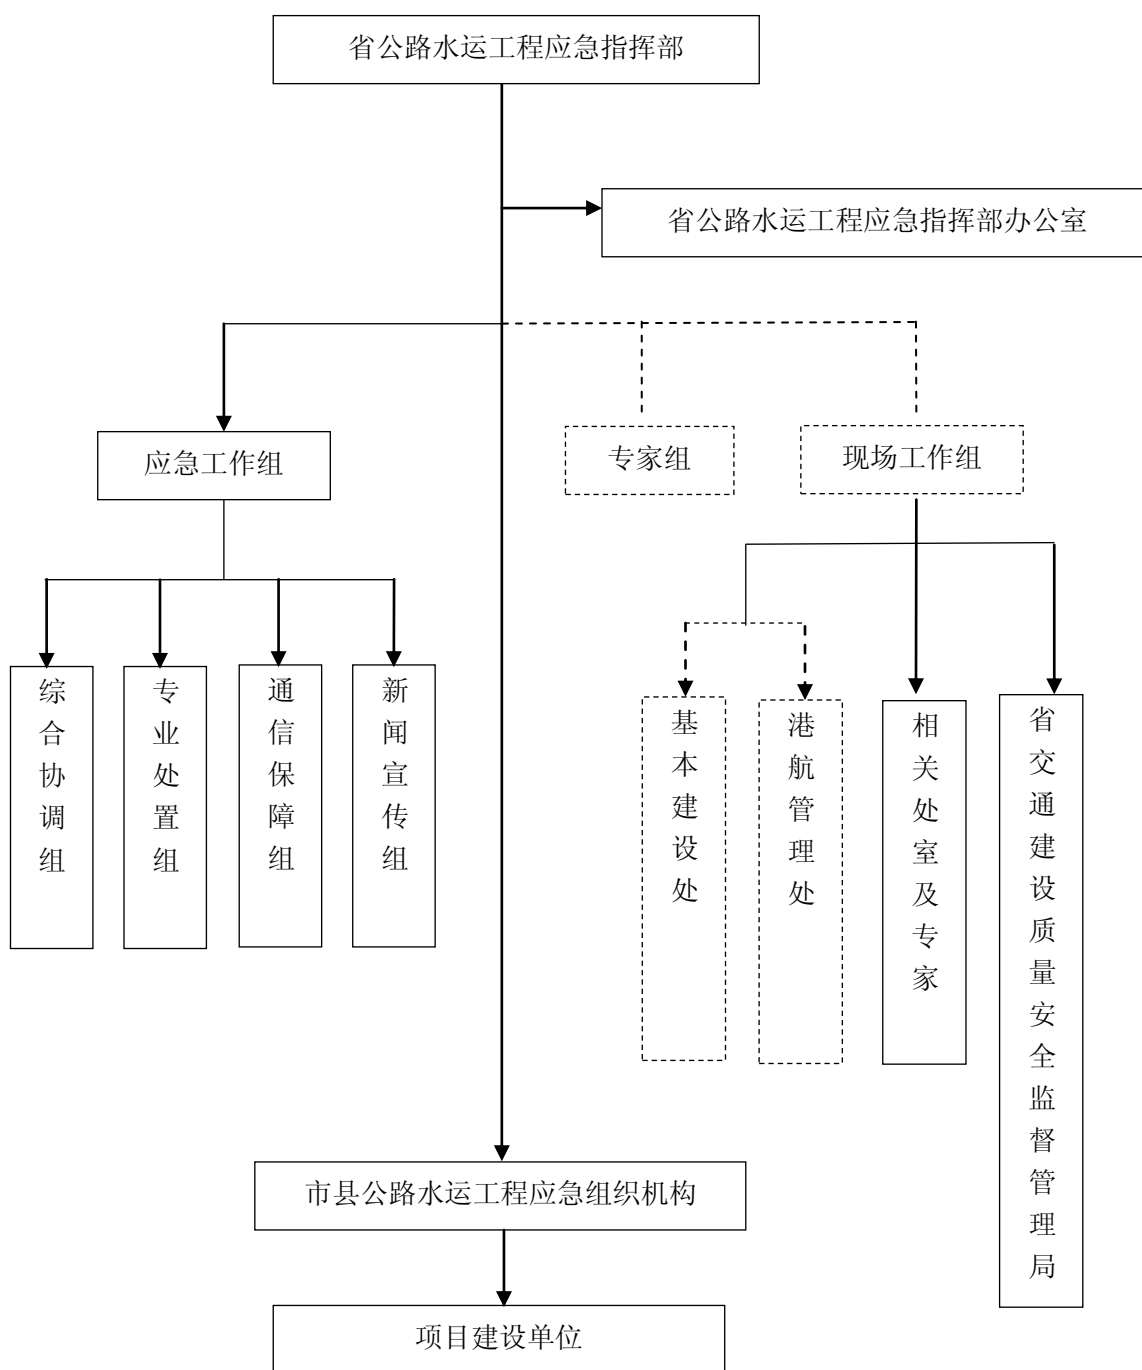 省公路水运工程应急指挥部
省公路水运工程应急指挥部办公室
应急工作组
专家组
现场工作组
综合协调组
专业处置组
通信保障组
新闻宣传组
基本建设处
港航管理处
相关处室及专家
省交通建设质量安全监督管理局
市县公路水运工程应急组织机构
项目建设单位